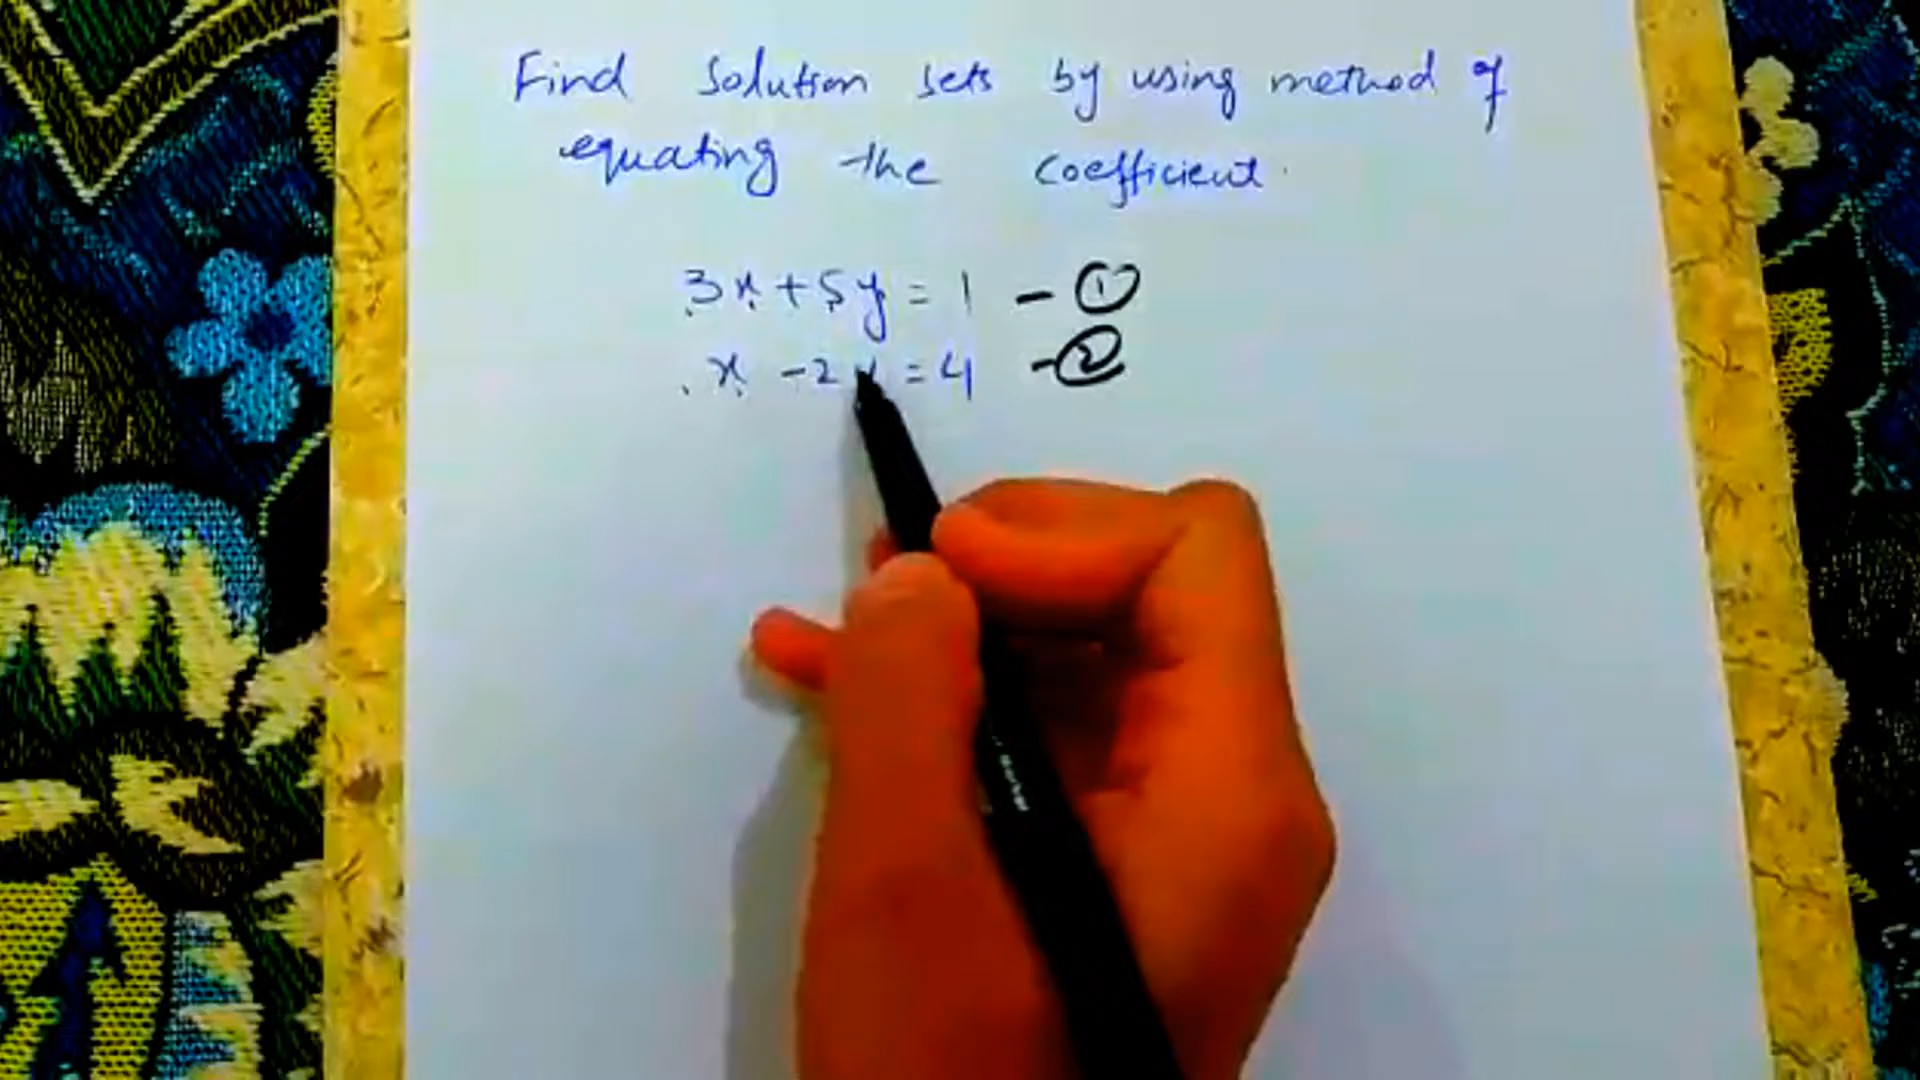 Find solution sets by using method of
equating the coefficient.
3x + 5y = 1 - ①
x - 2y = 4 - ②